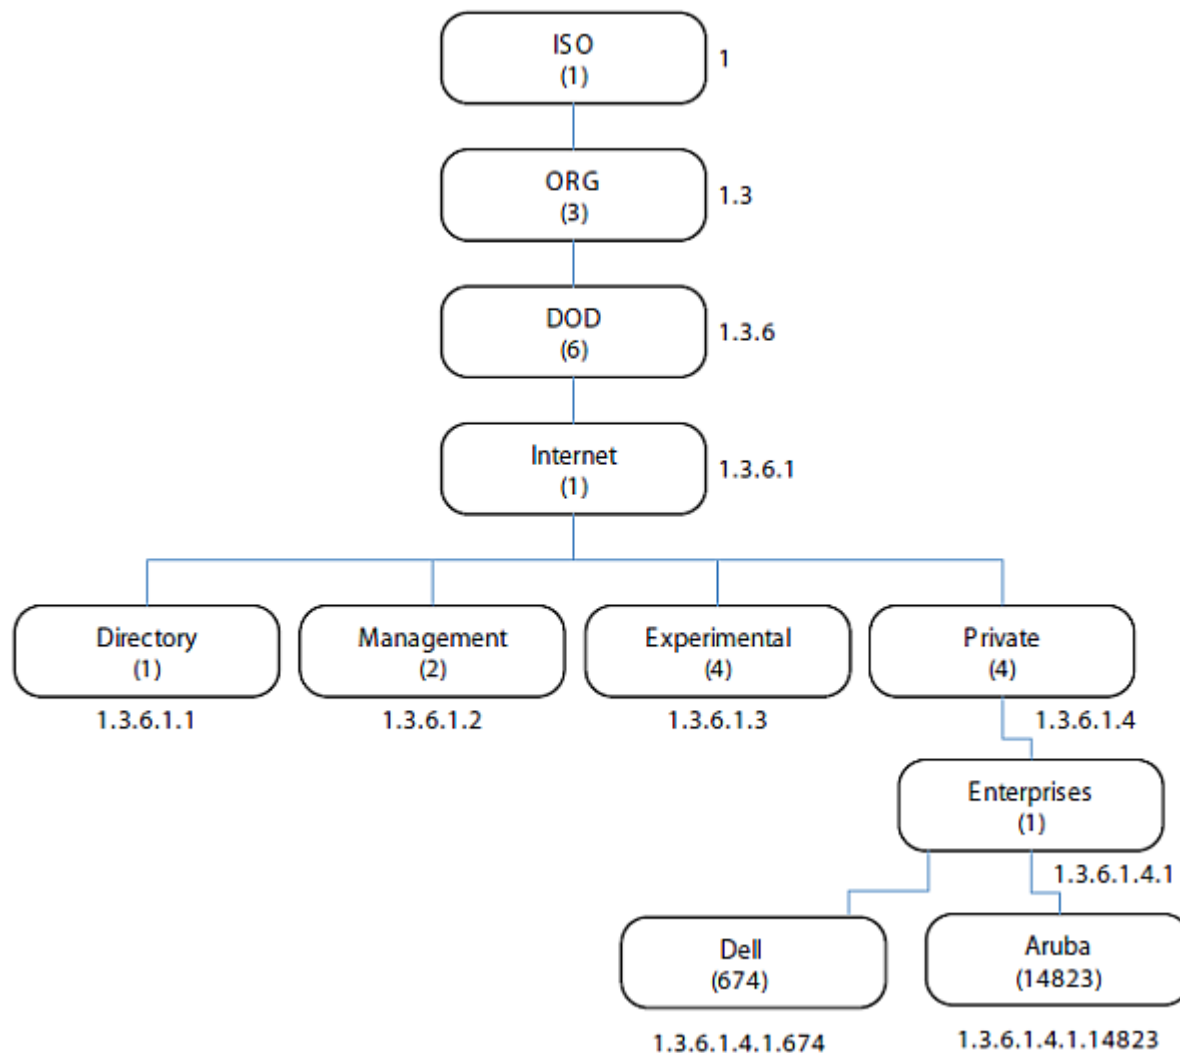 ISO
(1)
1
ORG
(3)
1.3
DOD
(6)
1.3.6
Internet
(1)
1.3.6.1
Directory
(1)
Management
(2)
Experimental
(4)
Private
(4)
1.3.6.1.1
1.3.6.1.2
1.3.6.1.3
1.3.6.1.4
Enterprises
(1)
1.3.6.1.4.1
Dell
(674)
Aruba
(14823)
1.3.6.1.4.1.674
1.3.6.1.4.1.14823